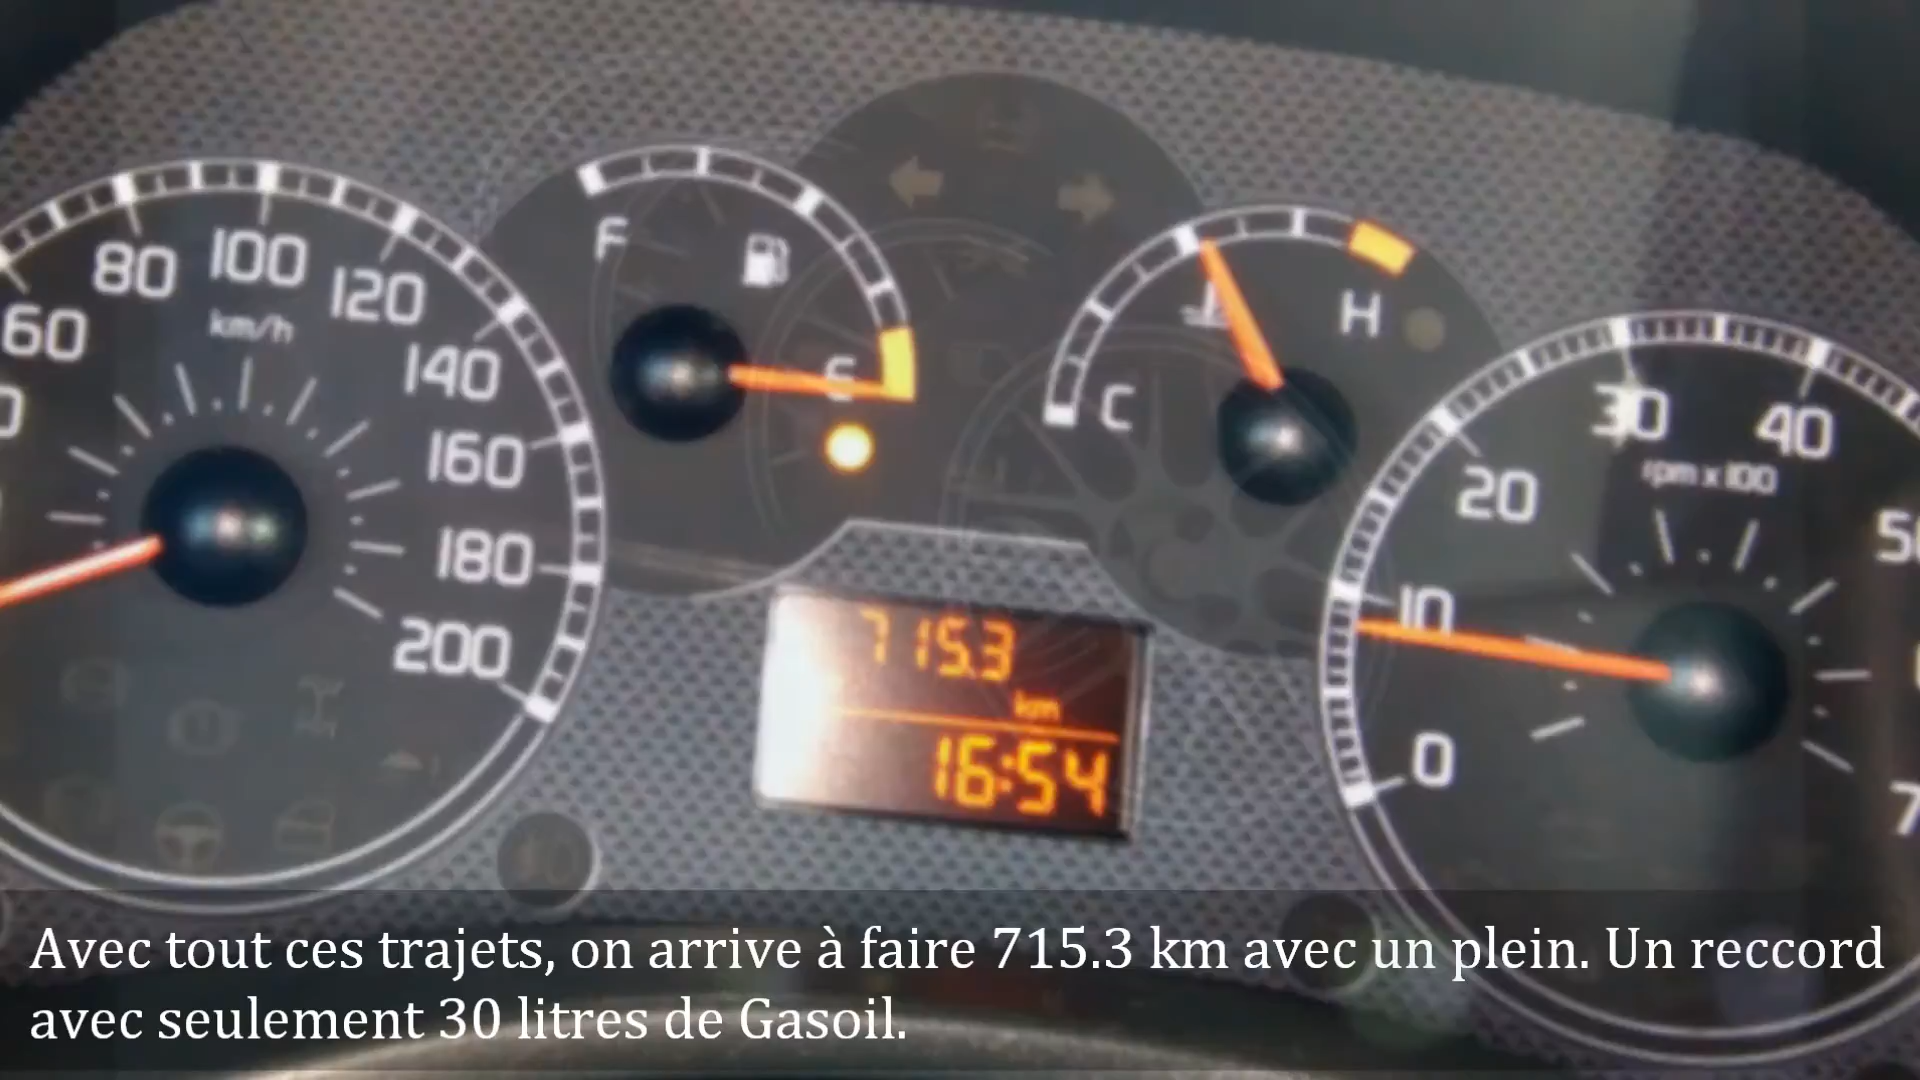 80 100 120
60 km/h 140
160
180
200
F
E
C H
715.3
km
16:54
30 40
rpm x 100
20
10
0
Avec tout ces trajets, on arrive à faire 715.3 km avec un plein. Un reccord
avec seulement 30 litres de Gasoil.